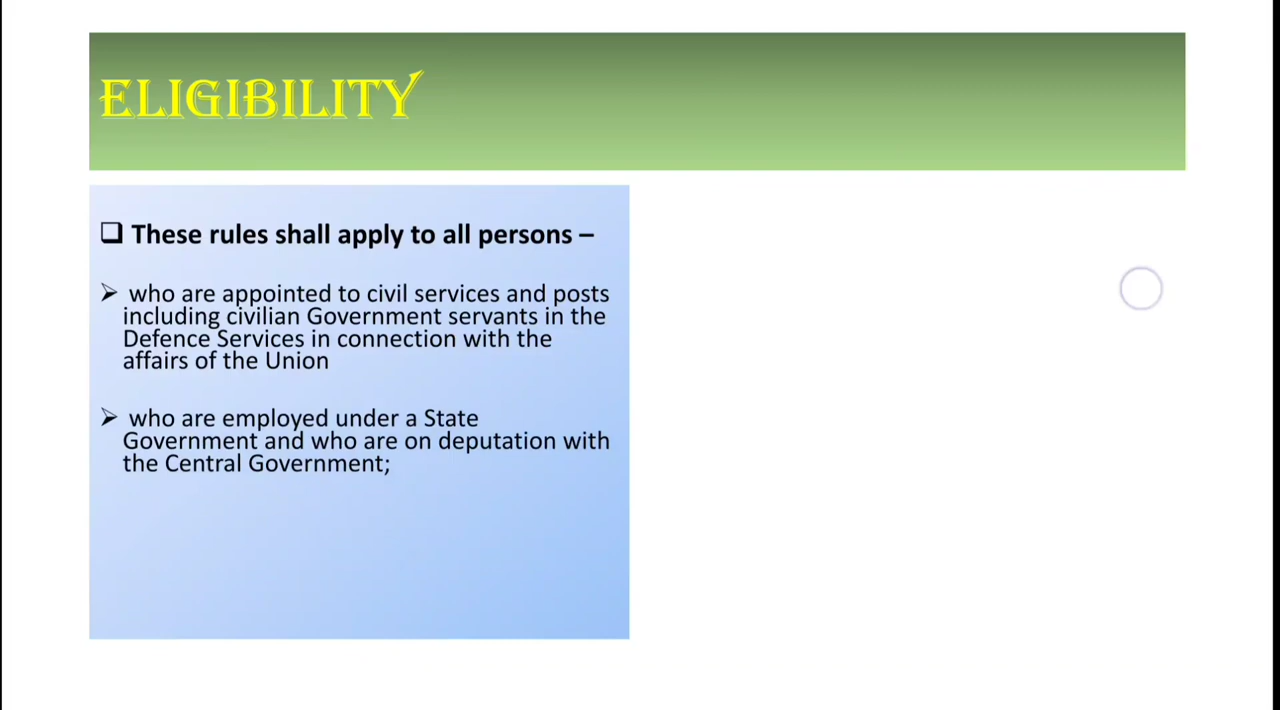 ELIGIBILITY
❑ These rules shall apply to all persons –
➢ who are appointed to civil services and posts
including civilian Government servants in the
Defence Services in connection with the
affairs of the Union
➢ who are employed under a State
Government and who are on deputation with
the Central Government;